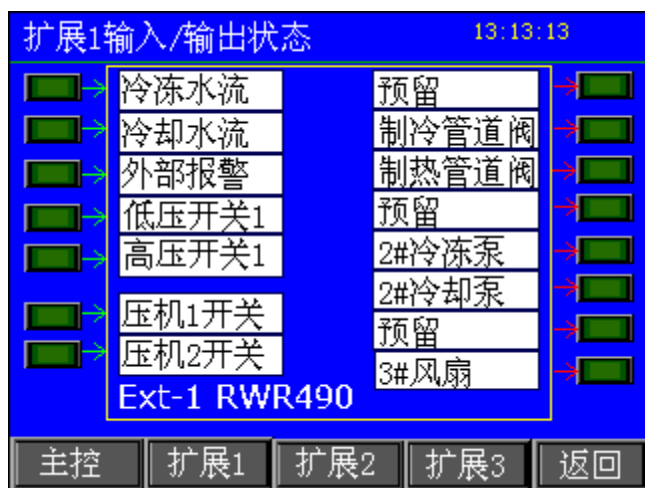 扩展1输入/输出状态
13:13:13
冷冻水流
冷却水流
外部报警
低压开关1
高压开关1
压机1开关
压机2开关
预留
制冷管道阀
制热管道阀
预留
2#冷冻泵
2#冷却泵
预留
3#风扇
Ext-1 RWR490
主控
扩展1
扩展2
扩展3
返回